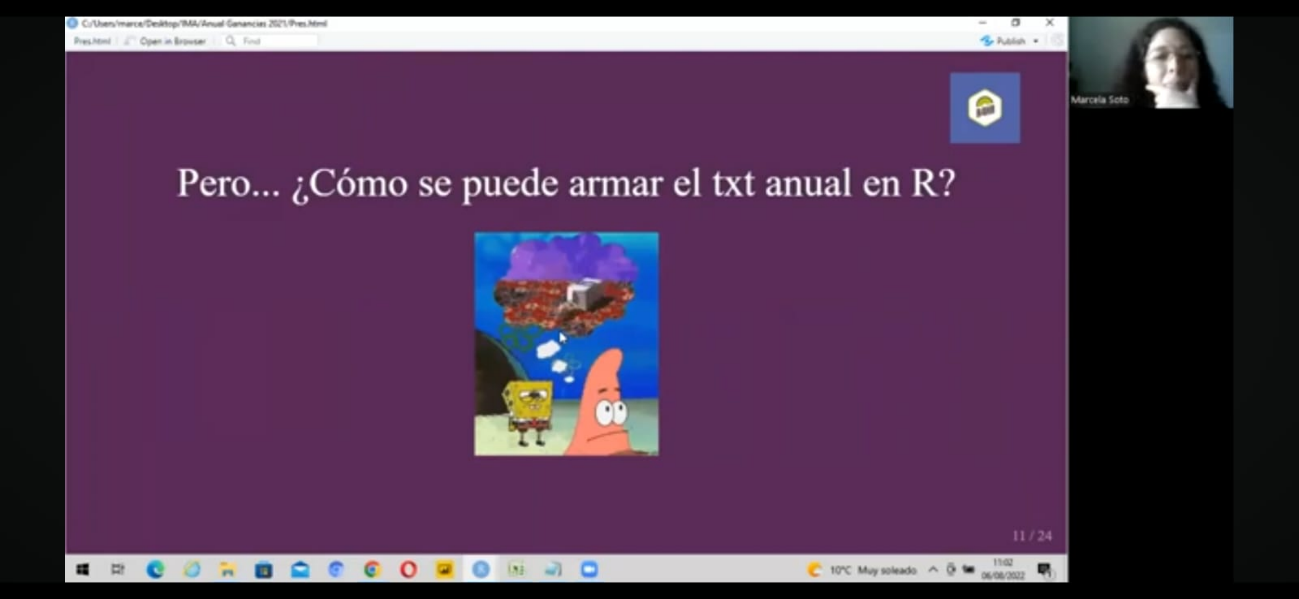 C:/Users/marce/Desktop/IMA/Anual Ganancias 2021/Pres.html
Pres.html
Open in Browser
Find
Publish
Marcela Soto
Pero... ¿Cómo se puede armar el txt anual en R?
11 / 24
10°C Muy soleado
11:02
06/08/2022